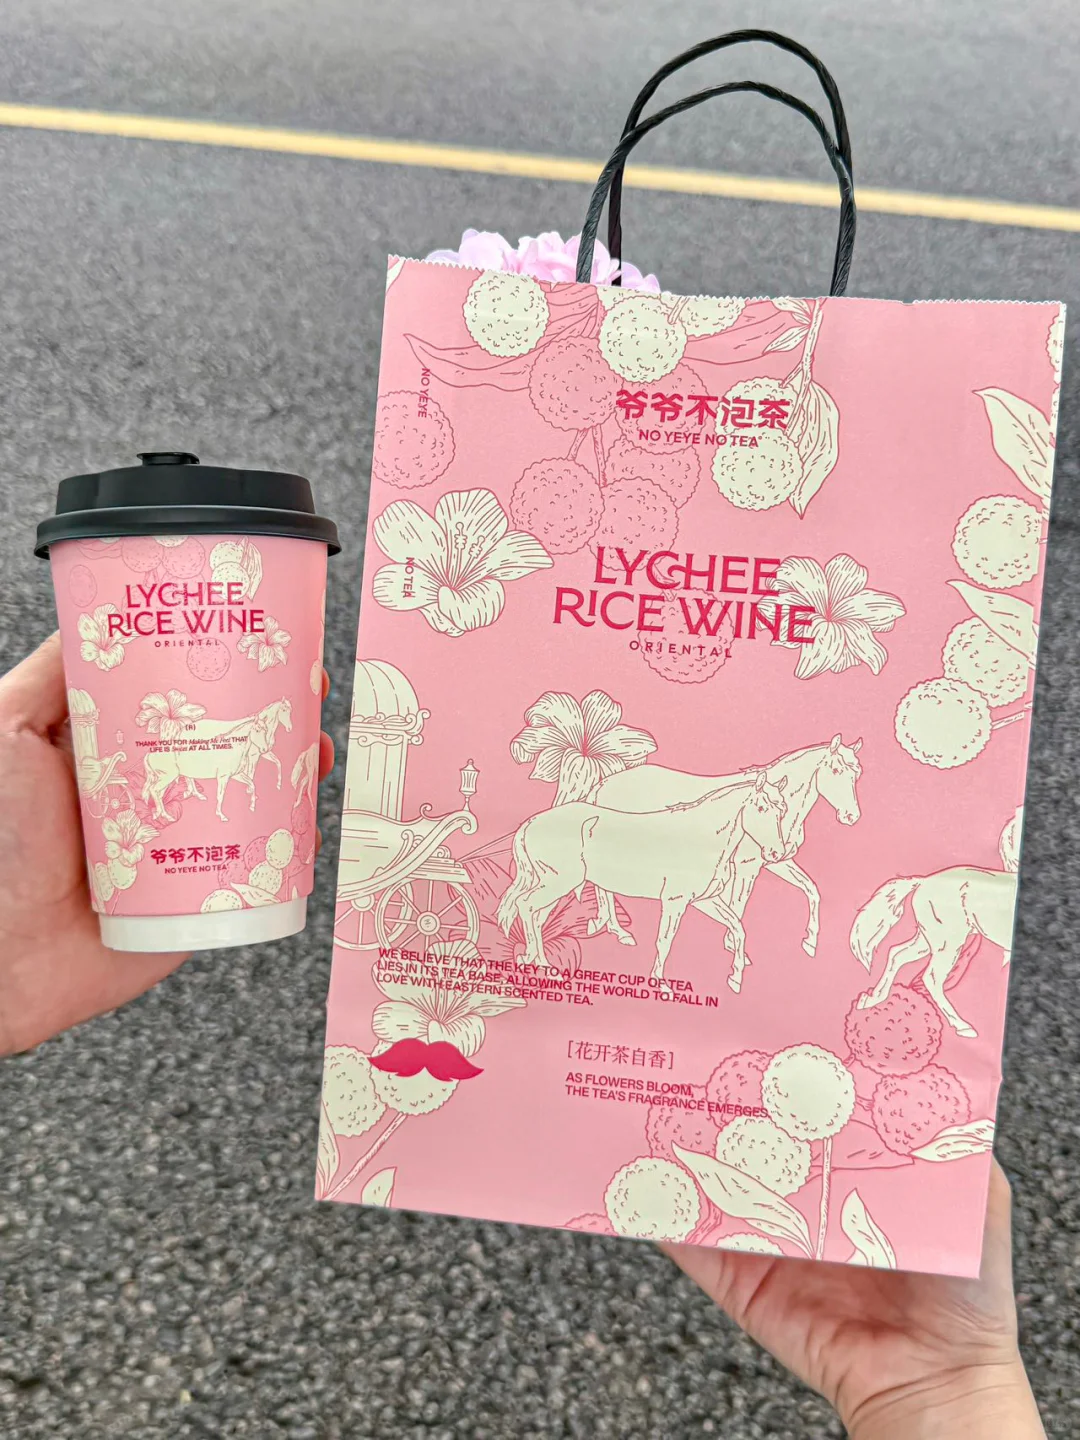 LYCHEE
RICE WINE
ORIENTAL
THANK YOU FOR Making Me Feel THAT
LIFE IS Sweet AT ALL TIMES.
爷爷不泡茶
NO YEYE NO TEA
NO YEYE
NO TEA
爷爷不泡茶
NO YEYE NO TEA
LYCHEE
RICE WINE
ORIENTAL
WE BELIEVE THAT THE KEY TO A GREAT CUP OF TEA
LIES IN ITS TEA BASE, ALLOWING THE WORLD TO FALL IN
LOVE WITH EASTERN SCENTED TEA.
[花开茶自香]
AS FLOWERS BLOOM,
THE TEA'S FRAGRANCE EMERGES.